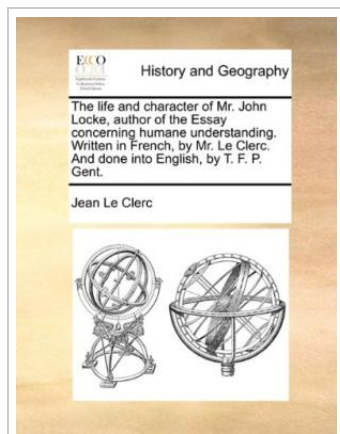 ECCO
History and Geography
The life and character of Mr. John
Locke, author of the Essay
concerning humane understanding.
Written in French, by Mr. Le Clerc.
And done into English, by T. F. P.
Gent.
Jean Le Clerc